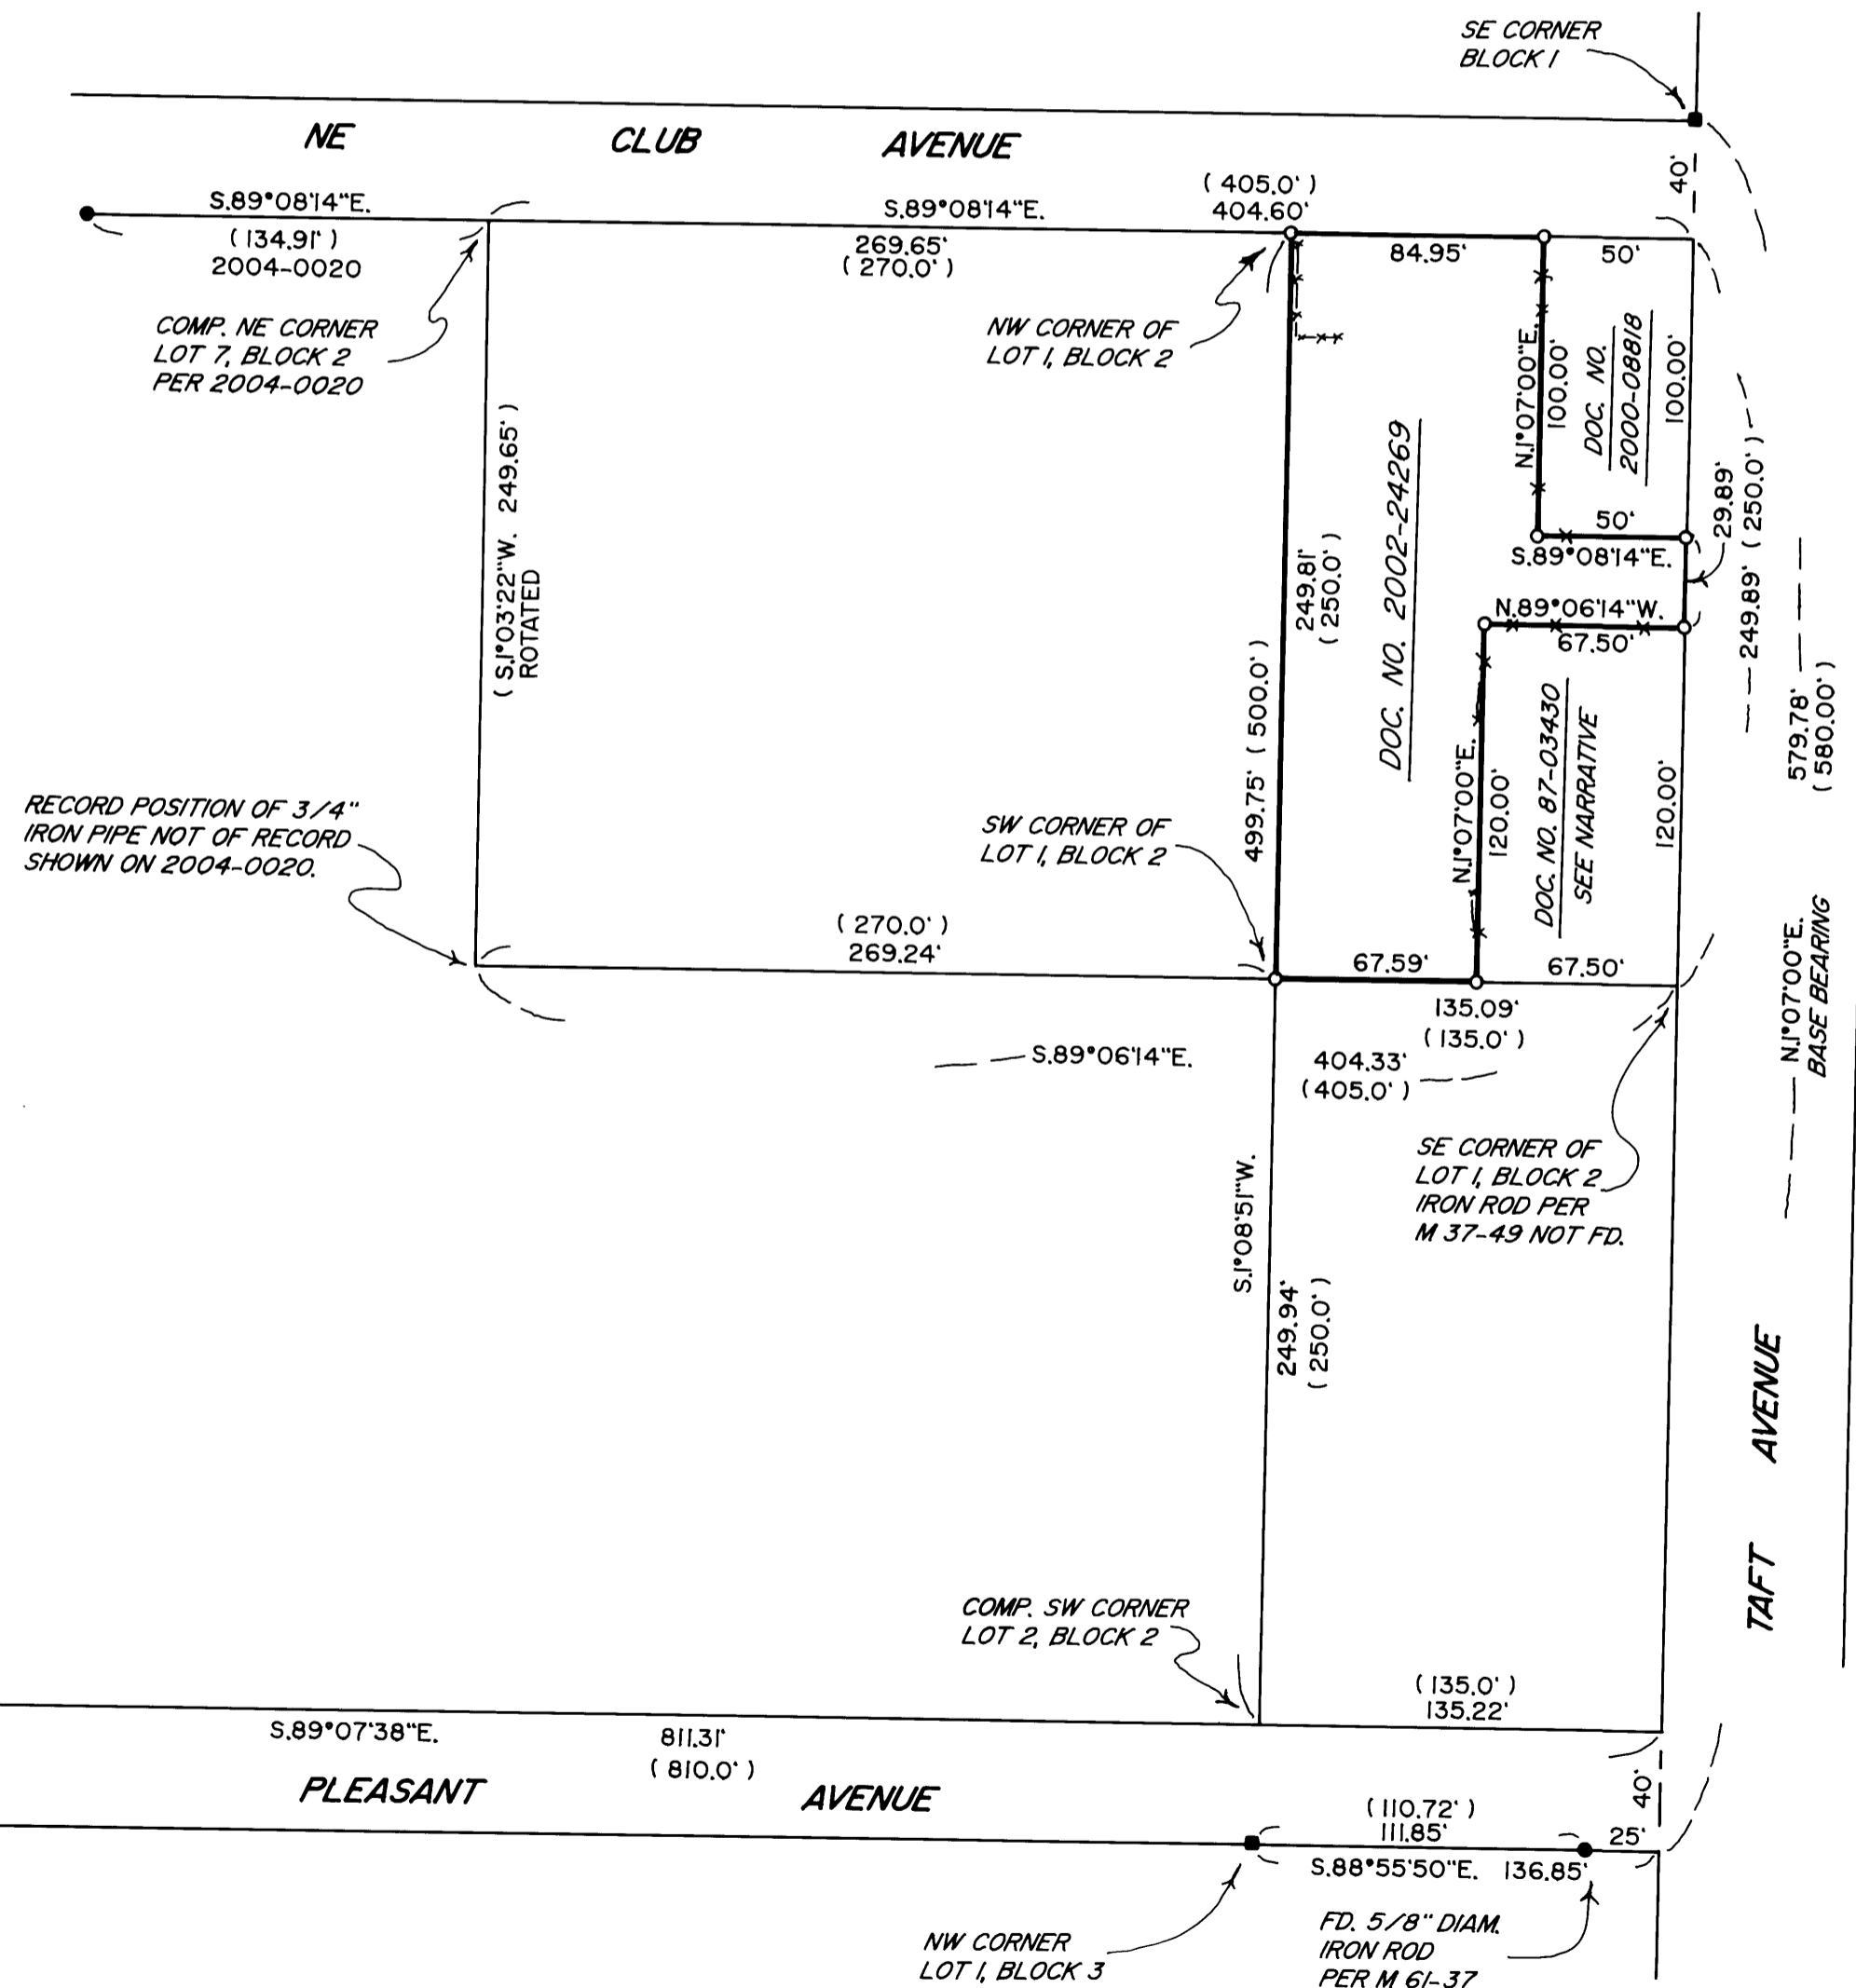 SE CORNER
BLOCK 1
NE CLUB AVENUE
40'
S.89°08'14"E.
(134.91')
2004-0020
S.89°08'14"E.
(405.0')
404.60'
269.65'
(270.0')
84.95'
50'
COMP. NE CORNER
LOT 7, BLOCK 2
PER 2004-0020
NW CORNER OF
LOT 1, BLOCK 2
N.1°07'00"E.
100.00'
DOC. NO.
2000-08818
100.00'
(S.1°03'22"W. 249.65')
ROTATED
249.81'
(250.0')
DOC. NO. 2002-24269
50'
S.89°08'14"E.
29.89'
249.89' (250.0')
N.89°06'14"W.
67.50'
499.75' (500.0')
N.1°07'00"E.
120.00'
DOC. NO. 87-03430
SEE NARRATIVE
120.00'
579.78'
(580.00')
RECORD POSITION OF 3/4"
IRON PIPE NOT OF RECORD
SHOWN ON 2004-0020.
SW CORNER OF
LOT 1, BLOCK 2
(270.0')
269.24'
67.59'
67.50'
135.09'
(135.0')
S.89°06'14"E.
404.33'
(405.0')
N.1°07'00"E.
BASE BEARING
SE CORNER OF
LOT 1, BLOCK 2
IRON ROD PER
M 37-49 NOT FD.
S.1°08'51"W.
249.94'
(250.0')
TAFT AVENUE
COMP. SW CORNER
LOT 2, BLOCK 2
(135.0')
135.22'
S.89°07'38"E.
811.31'
(810.0')
PLEASANT AVENUE
40'
(110.72')
111.85'
25'
S.88°55'50"E. 136.85'
NW CORNER
LOT 1, BLOCK 3
FD. 5/8" DIAM.
IRON ROD
PER M 61-37